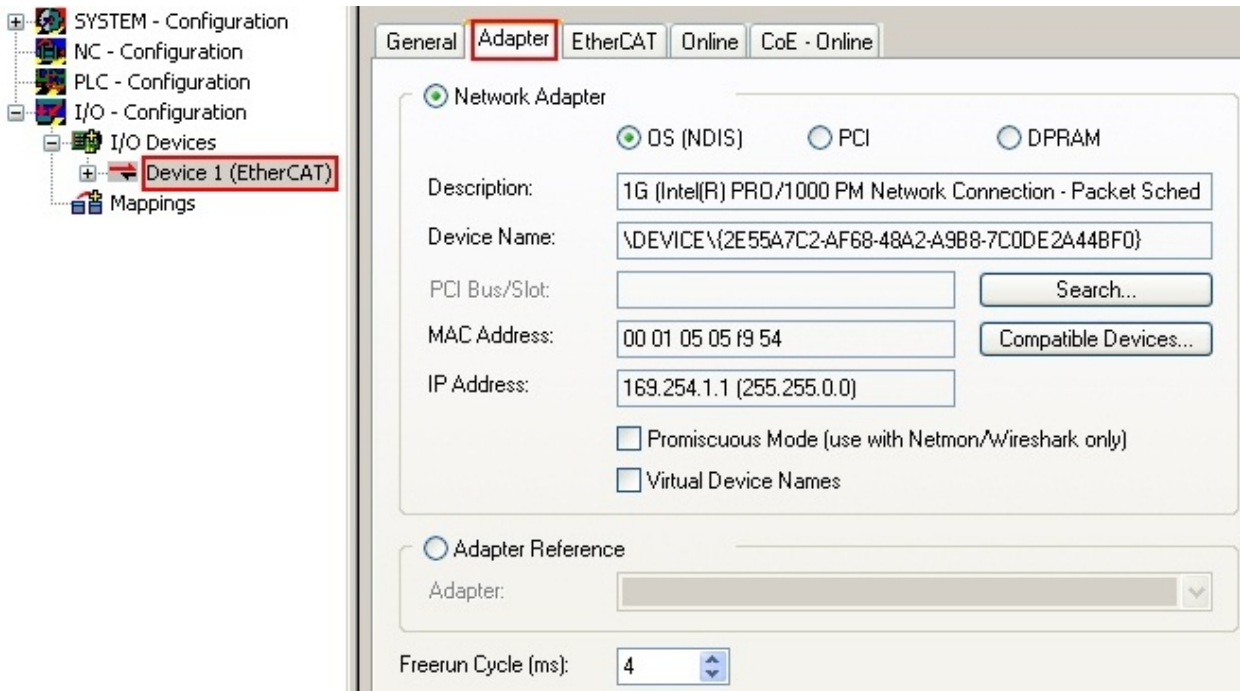 SYSTEM - Configuration
NC - Configuration
PLC - Configuration
I/O - Configuration
I/O Devices
Device 1 (EtherCAT)
Mappings
General Adapter EtherCAT Online CoE - Online
Network Adapter
OS (NDIS) PCI DPRAM
Description: 1G (Intel(R) PRO/1000 PM Network Connection - Packet Sched
Device Name: \DEVICE\{2E55A7C2-AF68-48A2-A9B8-7C0DE2A44BF0}
PCI Bus/Slot: Search...
MAC Address: 00 01 05 05 f9 54 Compatible Devices...
IP Address: 169.254.1.1 (255.255.0.0)
Promiscuous Mode (use with Netmon/Wireshark only)
Virtual Device Names
Adapter Reference
Adapter:
Freerun Cycle (ms): 4